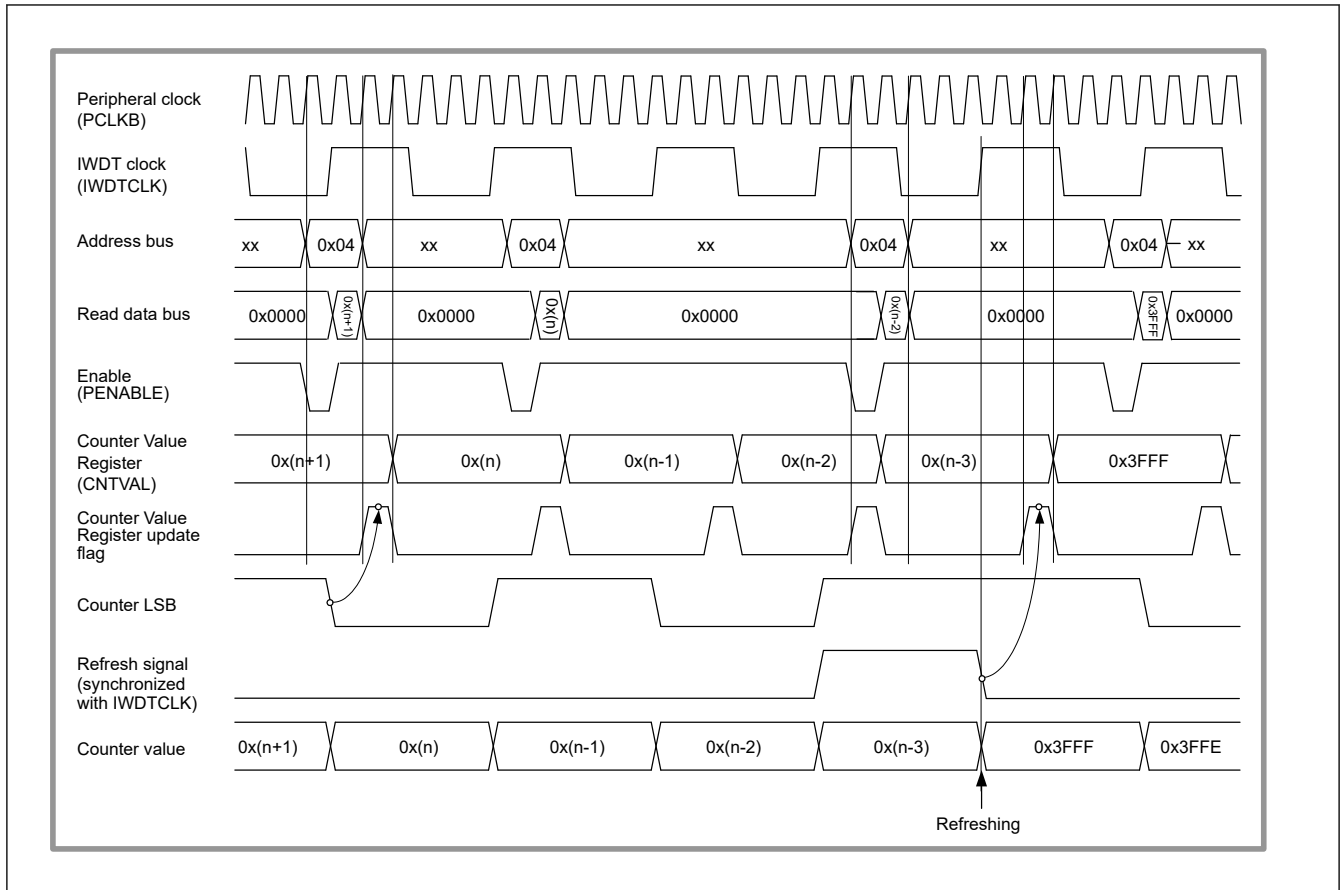 Peripheral clock
(PCLKB)
IWDT clock
(IWDTCLK)
Address bus
xx
0x04
xx
0x04
xx
0x04
xx
0x04
xx
Read data bus
0x0000
0x(n+1)
0x0000
0x(n)
0x0000
0x(n-2)
0x0000
0x3FFF
0x0000
Enable
(PENABLE)
Counter Value
Register
(CNTVAL)
0x(n+1)
0x(n)
0x(n-1)
0x(n-2)
0x(n-3)
0x3FFF
Counter Value
Register update
flag
Counter LSB
Refresh signal
(synchronized
with IWDTCLK)
Counter value
0x(n+1)
0x(n)
0x(n-1)
0x(n-2)
0x(n-3)
0x3FFF
0x3FFE
Refreshing